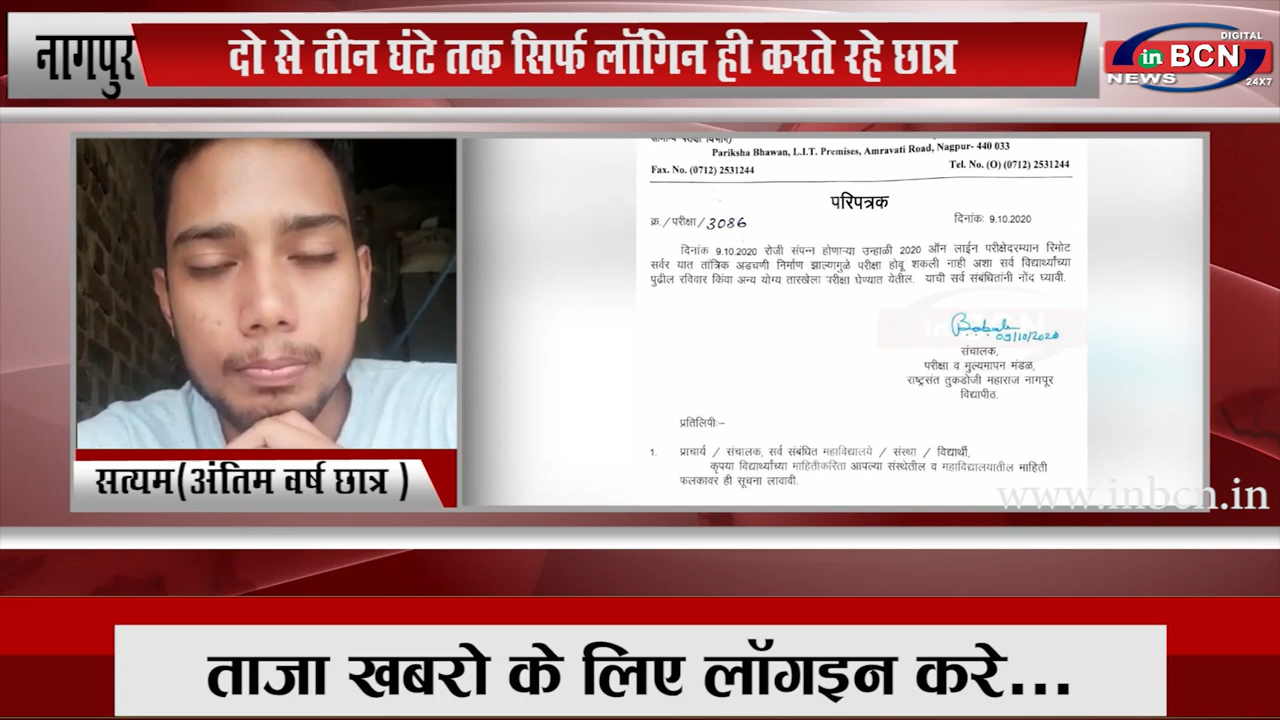 नागपुर
दो से तीन घंटे तक सिर्फ लॉगिन ही करते रहे छात्र
DIGITAL
in BCN
NEWS
24X7
Pariksha Bhawan, L.I.T. Premises, Amravati Road, Nagpur- 440 033
Fax. No. (0712) 2531244
Tel. No. (O) (0712) 2531244
परिपत्रक
क्र./परीक्षा/3086
दिनांक: 9.10.2020
दिनांक 9.10.2020 रोजी संपन्न होणाऱ्या उन्हाळी 2020 ऑन लाईन परीक्षेदरम्यान रिमोट
सर्वर यात तांत्रिक अडचणी निर्माण झाल्यामुळे परीक्षा होवू शकली नाही अशा सर्व विद्यार्थ्यांच्या
पुढील रविवार किंवा अन्य योग्य तारखेला परीक्षा घेण्यात येतील. याची सर्व संबधितांनी नोंद घ्यावी.
09/10/2020
संचालक,
परीक्षा व मुल्यमापन मंडळ,
राष्ट्रसंत तुकडोजी महाराज नागपूर
विद्यापीठ.
प्रतिलिपीः–
1. प्राचार्य / संचालक, सर्व संबंधित महाविद्यालये / संस्था / विद्यार्थी,
कृपया विद्यार्थ्यांच्या माहितीकरिता आपल्या संस्थेतील व महाविद्यालयातील माहिती
फलकावर ही सूचना लावावी.
सत्यम(अंतिम वर्ष छात्र )
www.inbcn.in
ताजा खबरो के लिए लॉगइन करे...